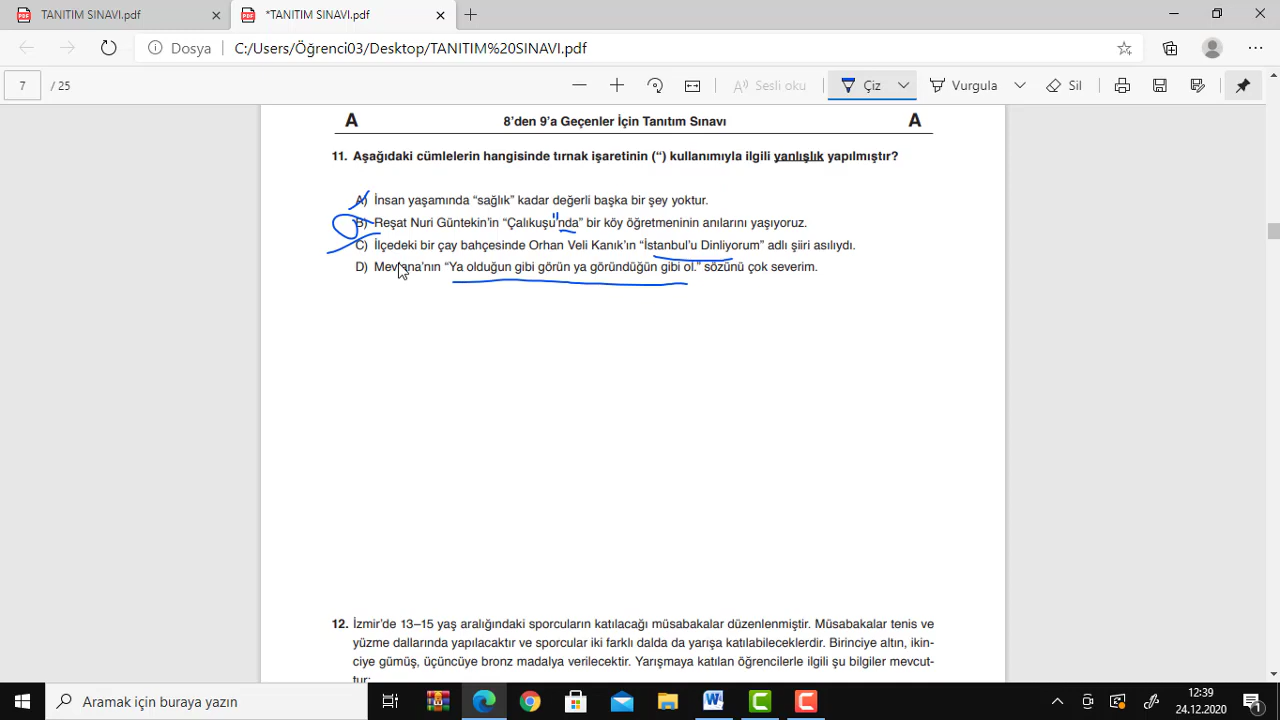 TANITIM SINAVI.pdf
*TANITIM SINAVI.pdf
Dosya
C:/Users/Öğrenci03/Desktop/TANITIM%20SINAVI.pdf
7 / 25
Sesli oku
Çiz
Vurgula
Sil
A 8’den 9’a Geçenler İçin Tanıtım Sınavı A
11. Aşağıdaki cümlelerin hangisinde tırnak işaretinin (“) kullanımıyla ilgili yanlışlık yapılmıştır?
A) İnsan yaşamında “sağlık” kadar değerli başka bir şey yoktur.
B) Reşat Nuri Güntekin’in “Çalıkuşu’nda” bir köy öğretmeninin anılarını yaşıyoruz.
C) İlçedeki bir çay bahçesinde Orhan Veli Kanık’ın “İstanbul’u Dinliyorum” adlı şiiri asılıydı.
D) Mevlana’nın “Ya olduğun gibi görün ya göründüğün gibi ol.” sözünü çok severim.
12. İzmir’de 13–15 yaş aralığındaki sporcuların katılacağı müsabakalar düzenlenmiştir. Müsabakalar tenis ve
yüzme dallarında yapılacaktır ve sporcular iki farklı dalda da yarışa katılabileceklerdir. Birinciye altın, ikin-
ciye gümüş, üçüncüye bronz madalya verilecektir. Yarışmaya katılan öğrencilerle ilgili şu bilgiler mevcut-
tur:
Aramak için buraya yazın
12:39
24.12.2020